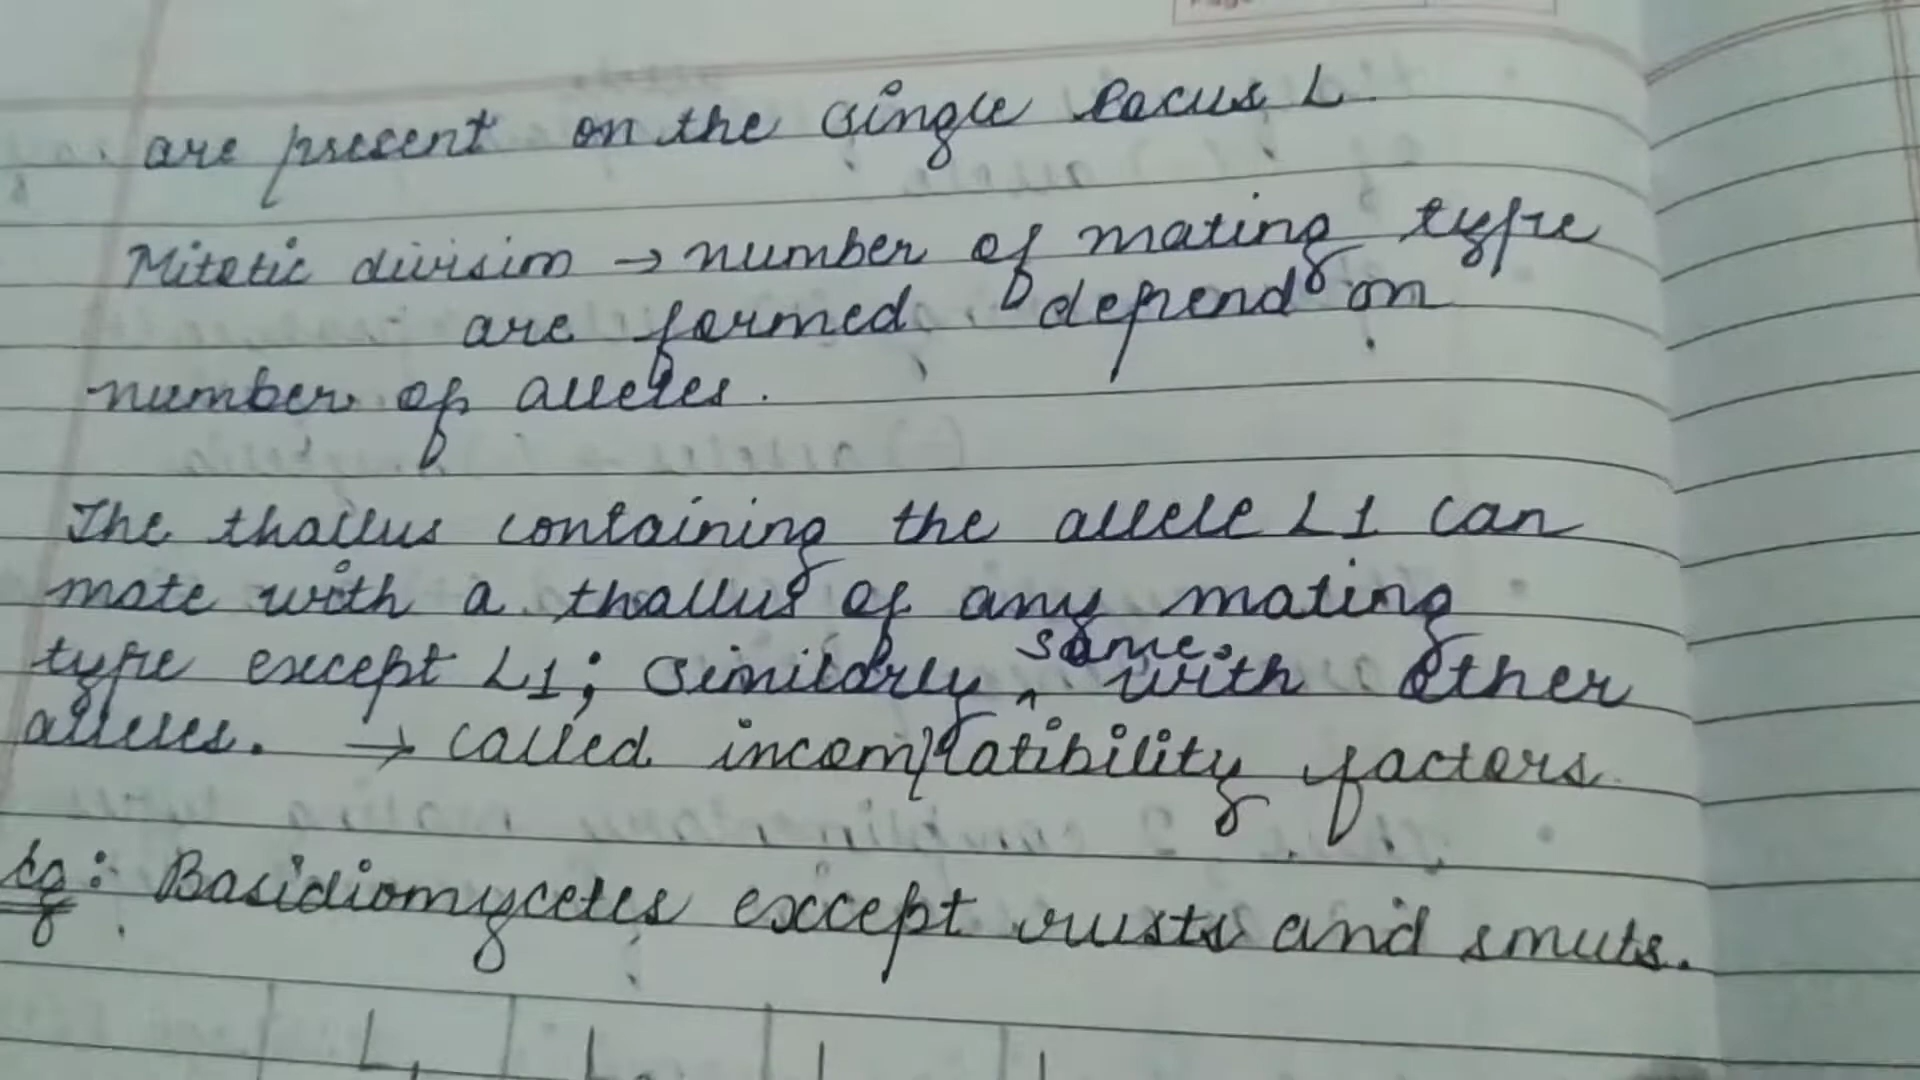 are present on the single locus L.
Mitotic division → number of mating type
are formed depend on
number of alleles.
The thallus containing the allele L1 can
mate with a thallus of any mating
type except L1; similarly ^ same with other
alleles. → called incompatibility factors.
Eg: Basidiomycetes except rusts and smuts.